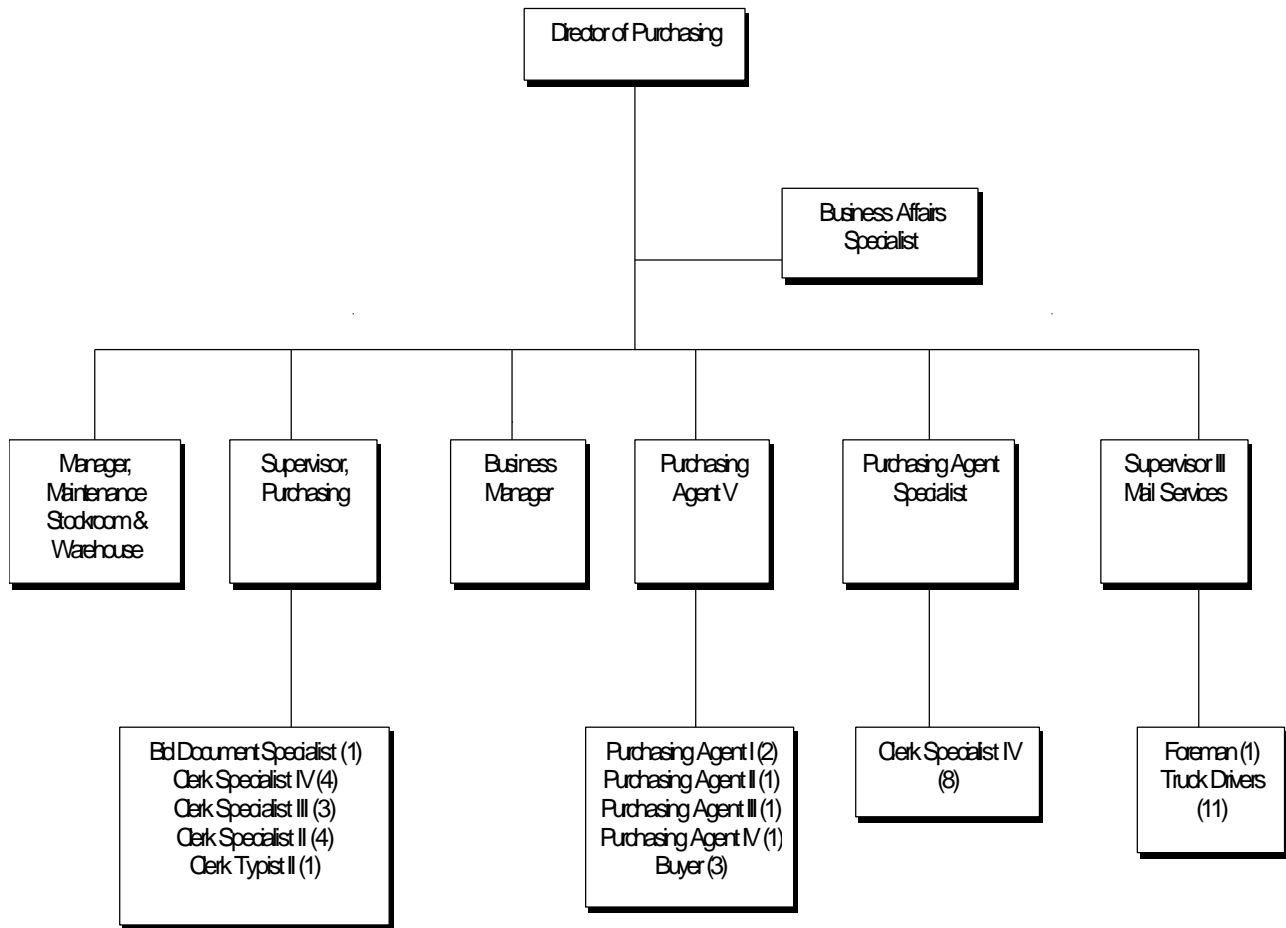 Director of Purchasing
Business Affairs
Specialist
Manager,
Maintenance
Stockroom &
Warehouse
Supervisor,
Purchasing
Business
Manager
Purchasing
Agent V
Purchasing Agent
Specialist
Supervisor III
Mail Services
Bid Document Specialist (1)
Clerk Specialist IV (4)
Clerk Specialist III (3)
Clerk Specialist II (4)
Clerk Typist II (1)
Purchasing Agent I (2)
Purchasing Agent II (1)
Purchasing Agent III (1)
Purchasing Agent IV (1)
Buyer (3)
Clerk Specialist IV
(8)
Foreman (1)
Truck Drivers
(11)